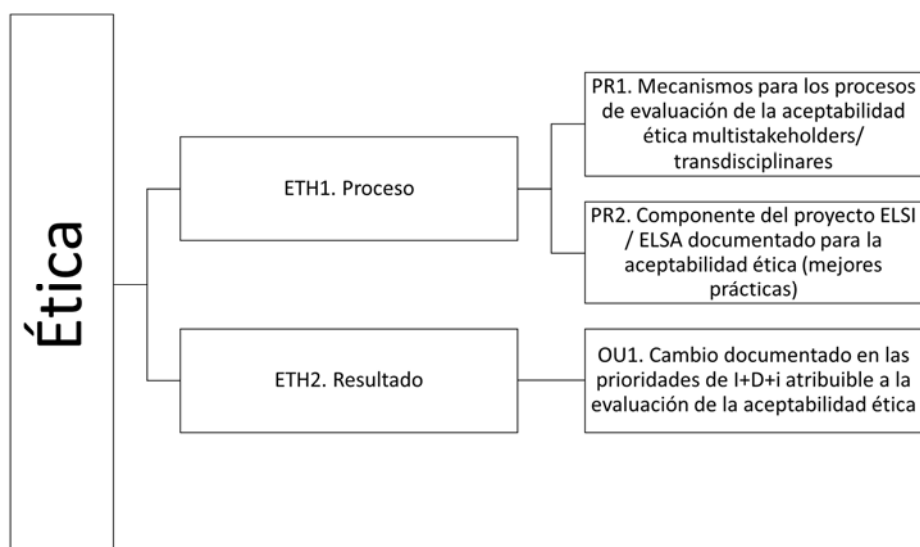 Ética
ETH1. Proceso
PR1. Mecanismos para los procesos
de evaluación de la aceptabilidad
ética multistakeholders/
transdisciplinares
PR2. Componente del proyecto ELSI
/ ELSA documentado para la
aceptabilidad ética (mejores
prácticas)
ETH2. Resultado
OU1. Cambio documentado en las
prioridades de I+D+i atribuible a la
evaluación de la aceptabilidad ética